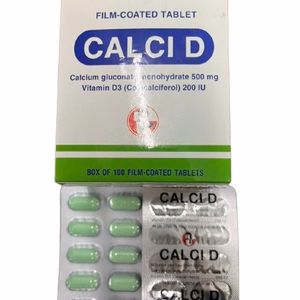 FILM-COATED TABLET
CALCI D
Calcium gluconate monohydrate 500 mg
Vitamin D3 (Colecalciferol) 200 IU
BOX OF 100 FILM-COATED TABLETS
CALCI D
CALCI D
CALCI D